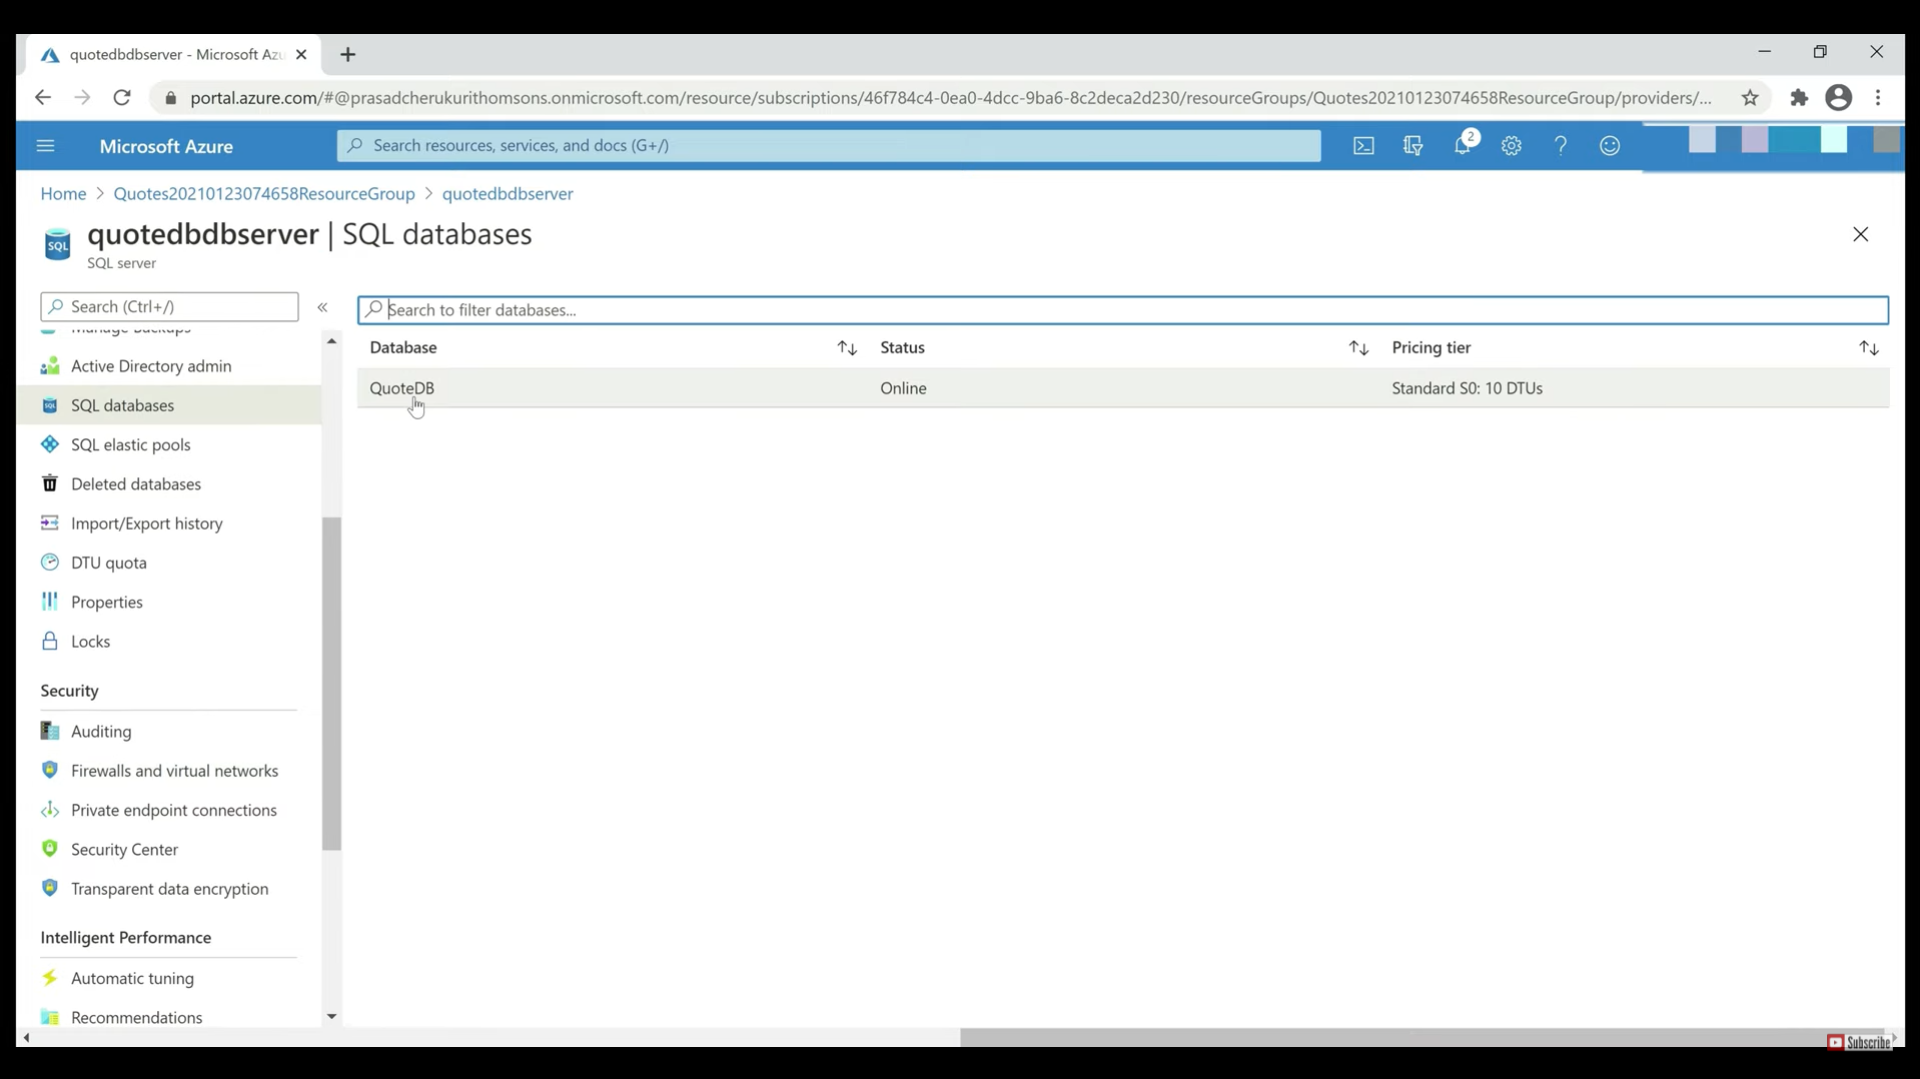 quotedbdbserver - Microsoft Azu
portal.azure.com/#@prasadcherukurithomsons.onmicrosoft.com/resource/subscriptions/46f784c4-0ea0-4dcc-9ba6-8c2deca2d230/resourceGroups/Quotes20210123074658ResourceGroup/providers/...
Microsoft Azure
Search resources, services, and docs (G+/)
2
Home > Quotes20210123074658ResourceGroup > quotedbdbserver
SQL
quotedbdbserver | SQL databases
SQL server
Search (Ctrl+/)
«
Search to filter databases...
Manage Backups
Database Status Pricing tier
Active Directory admin
QuoteDB Online Standard S0: 10 DTUs
SQL databases
SQL elastic pools
Deleted databases
Import/Export history
DTU quota
Properties
Locks
Security
Auditing
Firewalls and virtual networks
Private endpoint connections
Security Center
Transparent data encryption
Intelligent Performance
Automatic tuning
Recommendations
Subscribe